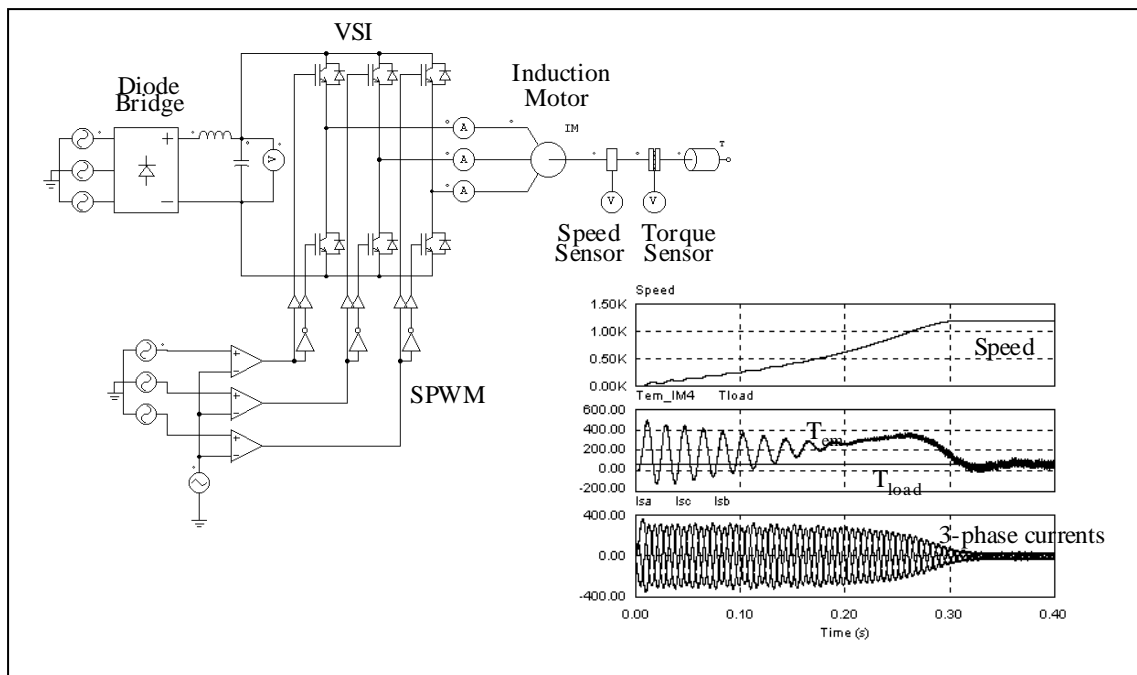 VSI
Diode
Bridge
Induction
Motor
IM
T
A
A
A
V
V
V
Speed
Sensor
Torque
Sensor
SPWM
Speed
1.50K
1.00K
0.50K
0.00K
Speed
Tem_IM4 Tload
600.00
400.00
200.00
0.00
-200.00
Tem
Tload
Isa Isc Isb
400.00
0.00
-400.00
3-phase currents
0.00 0.10 0.20 0.30 0.40
Time (s)